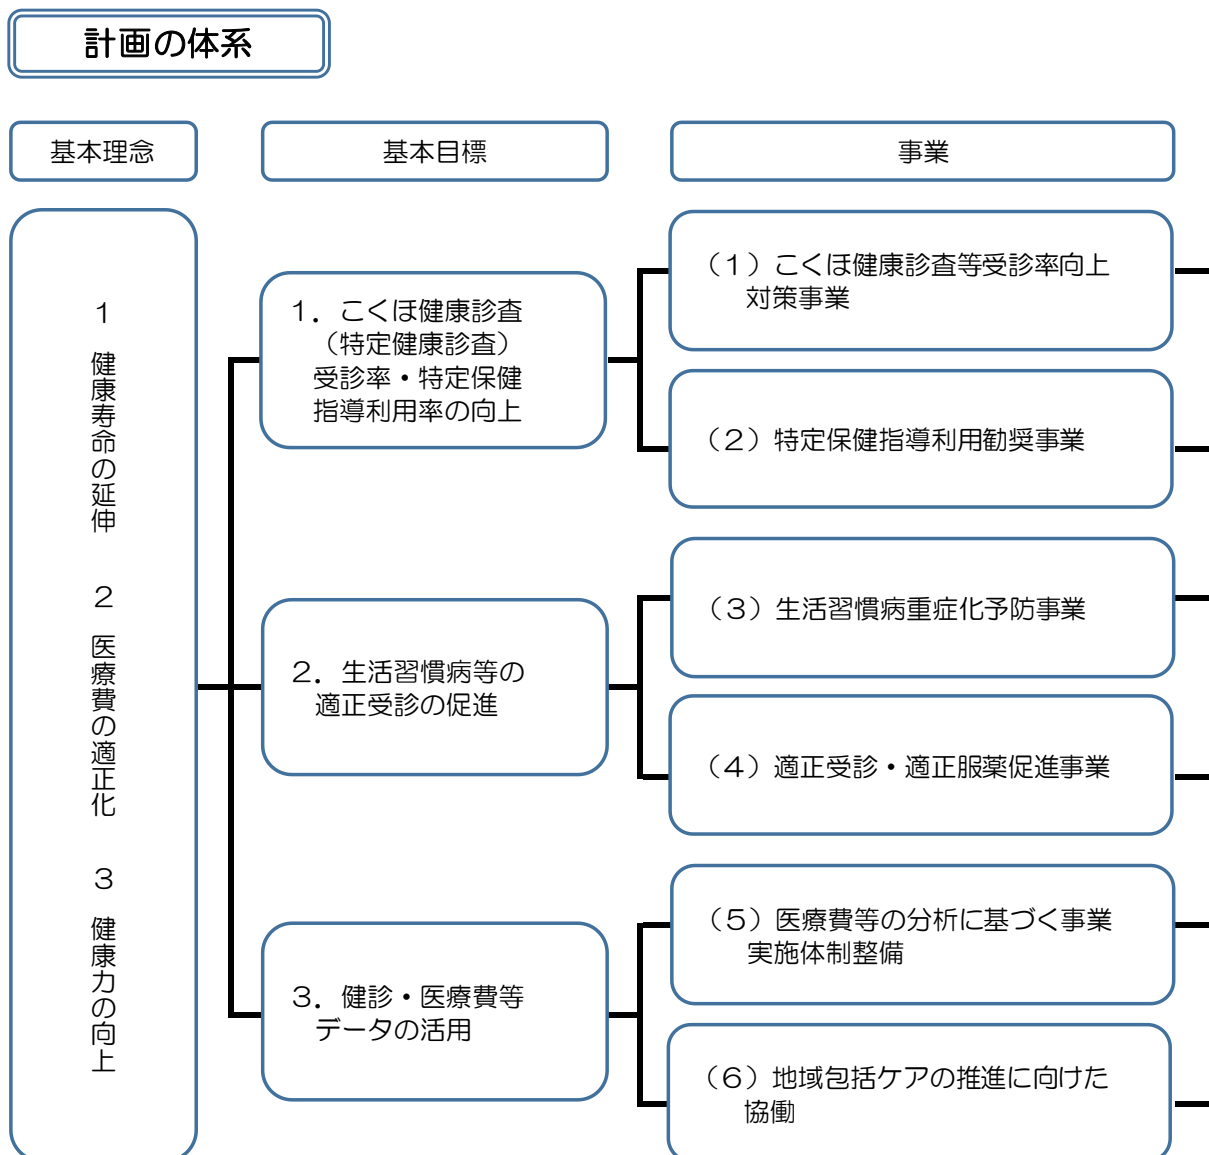 計画の体系
基本理念
基本目標
事業
1 健康寿命の延伸 2 医療費の適正化 3 健康力の向上
1．こくほ健康診査
（特定健康診査）
受診率・特定保健
指導利用率の向上
2．生活習慣病等の
適正受診の促進
3．健診・医療費等
データの活用
（1）こくほ健康診査等受診率向上
対策事業
（2）特定保健指導利用勧奨事業
（3）生活習慣病重症化予防事業
（4）適正受診・適正服薬促進事業
（5）医療費等の分析に基づく事業
実施体制整備
（6）地域包括ケアの推進に向けた
協働